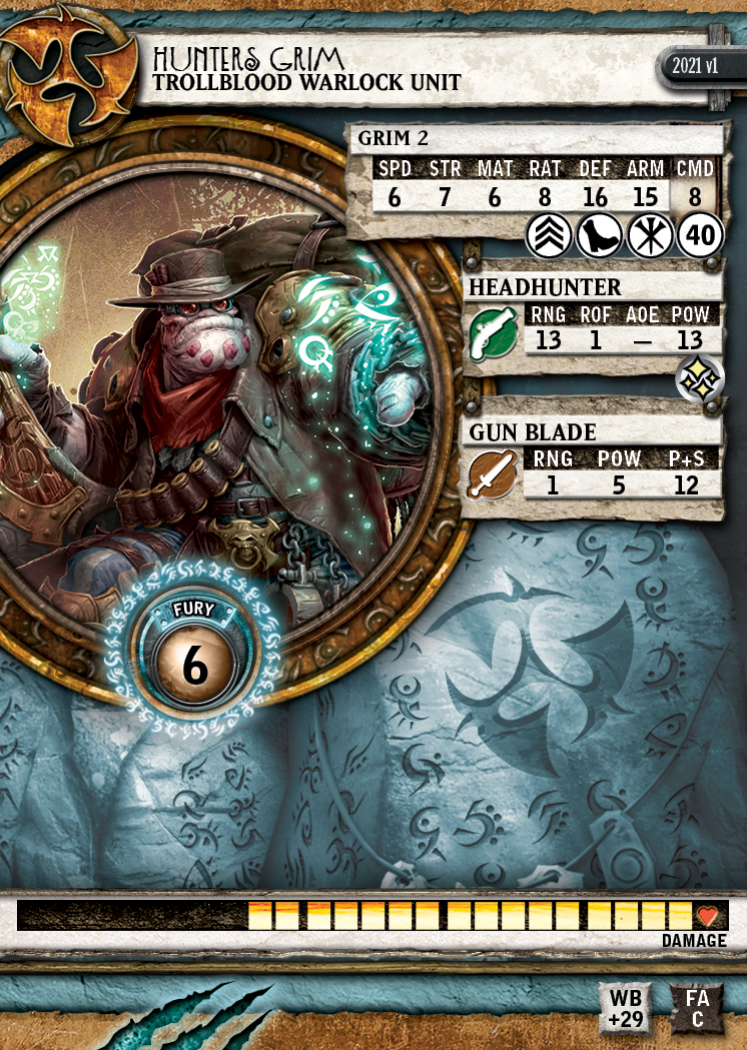 HUNTERS GRIM
TROLLBLOOD WARLOCK UNIT
2021 v1
GRIM 2
SPD STR MAT RAT DEF ARM CMD
6 7 6 8 16 15 8
40
HEADHUNTER
RNG ROF AOE POW
13 1 — 13
GUN BLADE
RNG POW P+S
1 5 12
FURY
6
DAMAGE
WB +29
FA C